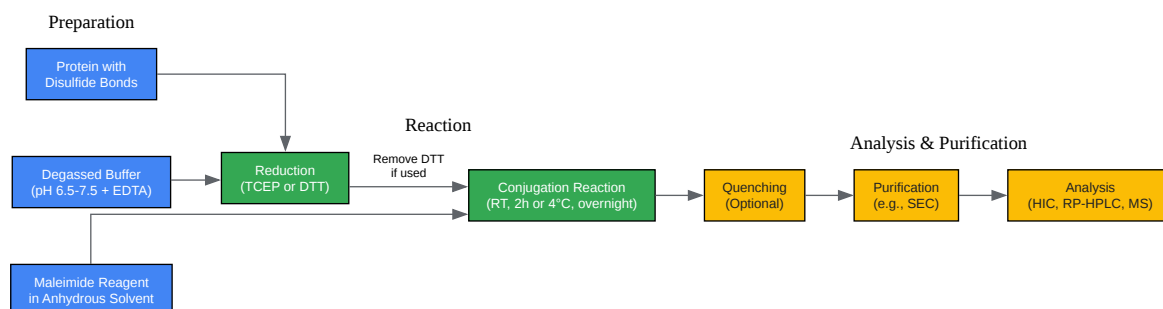 Preparation
Protein with
Disulfide Bonds
Reaction
Analysis & Purification
Degassed Buffer
(pH 6.5-7.5 + EDTA)
Reduction
(TCEP or DTT)
Remove DTT
if used
Conjugation Reaction
(RT, 2h or 4°C, overnight)
Quenching
(Optional)
Purification
(e.g., SEC)
Analysis
(HIC, RP-HPLC, MS)
Maleimide Reagent
in Anhydrous Solvent